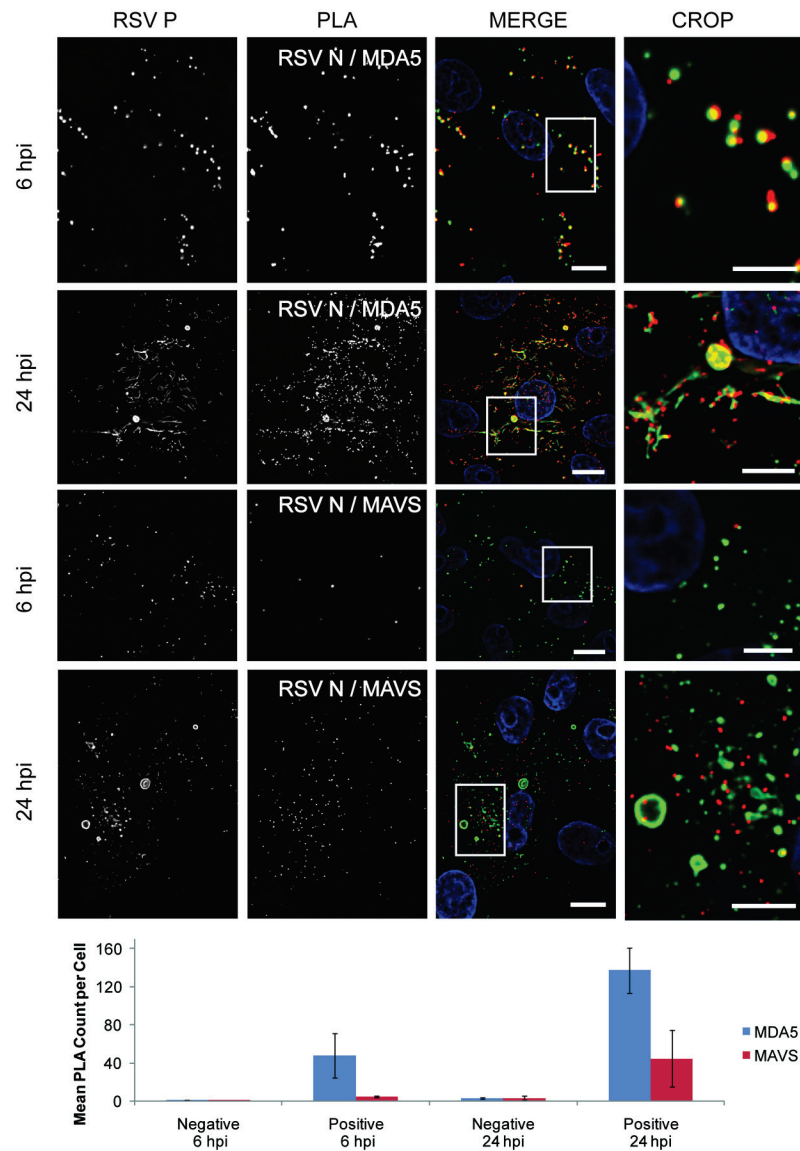 RSV P PLA MERGE CROP
6 hpi
RSV N / MDA5
24 hpi
RSV N / MDA5
6 hpi
RSV N / MAVS
24 hpi
RSV N / MAVS
Mean PLA Count per Cell
160
120
80
40
0
Negative Positive Negative Positive
6 hpi 6 hpi 24 hpi 24 hpi
MDA5
MAVS